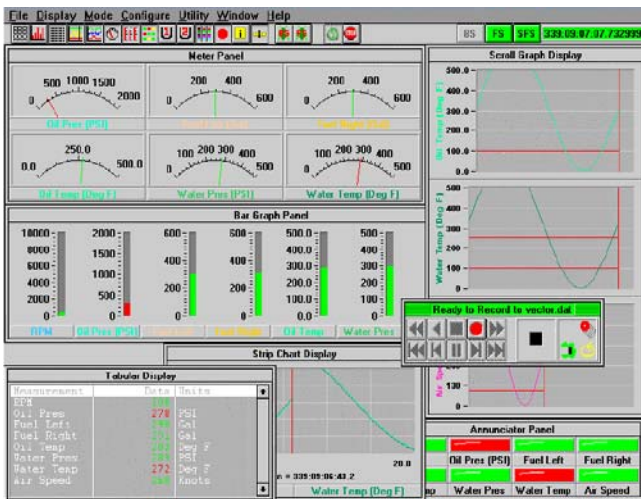 File Display Mode Configure Utility Window Help
BS FS SFS 339:09:07:07.732999
Meter Panel
0 500 1000 1500 2000
Oil Pres (PSI)
0 200 400 600
0 200 400 600
Fuel Right (Gal)
0.0 250.0 500.0
Oil Temp (Deg F)
0 100 200 300 400 500
Water Pres (PSI)
0 100 200 300 400 500
Water Temp (Deg F)
Bar Graph Panel
10000
8000
6000
4000
2000
0
RPM
2000
1500
1000
500
0
Oil Pres (PSI)
600
400
200
0
600
400
200
0
Fuel Right
500.0
400.0
300.0
200.0
100.0
0.0
Oil Temp
500
400
300
200
100
0
Water Pres
Scroll Graph Display
500.0
400.0
300.0
200.0
100.0
0.0
Oil Temp (Deg F)
500
400
300
200
100
0
Water Temp (Deg F)
Ready to Record to vector.dat
100
0
Air Spee
Strip Chart Display
20.0
n = 339:09:06:43.2
Water Temp (Deg F)
Tabular Display
Measurement Data Units
RPM
Oil Pres 278 PSI
Fuel Left Gal
Fuel Right Gal
Oil Temp Deg F
Water Pres PSI
Water Temp 272 Deg F
Air Speed Knots
Annunciator Panel
Oil Pres (PSI) Fuel Left Fuel Right
mp Water Pres Water Temp Air Speed